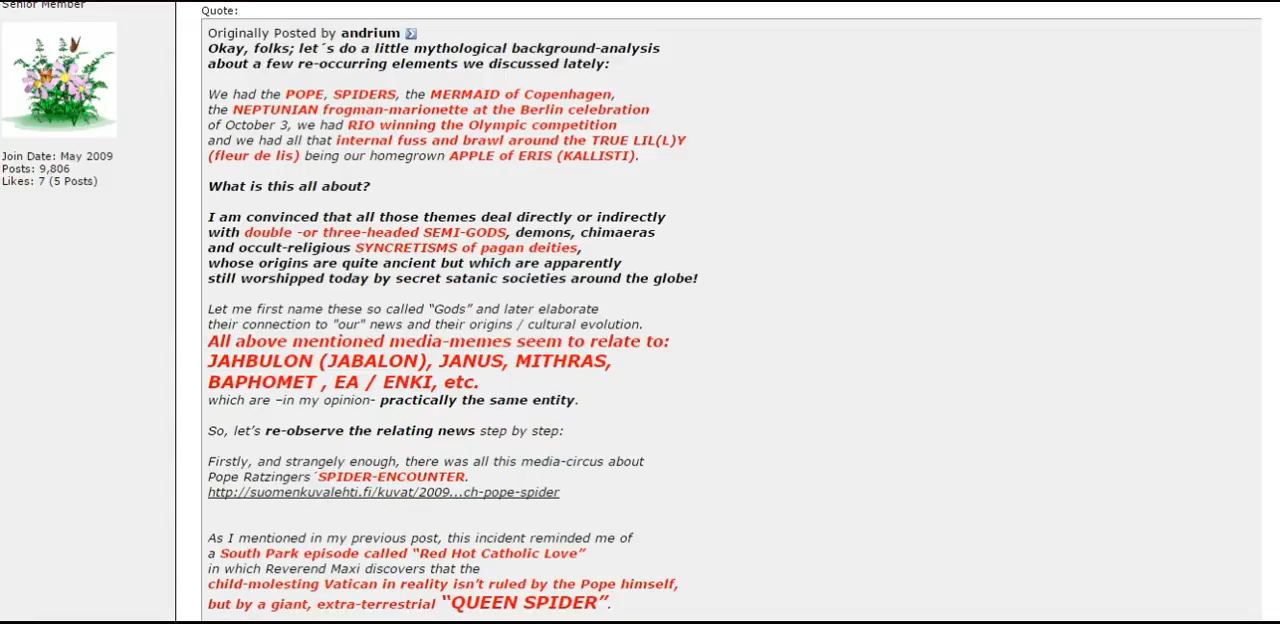 Senior Member
Quote:
Originally Posted by andrium
Okay, folks; let´s do a little mythological background-analysis
about a few re-occurring elements we discussed lately:
We had the POPE, SPIDERS, the MERMAID of Copenhagen,
the NEPTUNIAN frogman-marionette at the Berlin celebration
of October 3, we had RIO winning the Olympic competition
and we had all that internal fuss and brawl around the TRUE LIL(L)Y
(fleur de lis) being our homegrown APPLE of ERIS (KALLISTI).
Join Date: May 2009
Posts: 9,806
Likes: 7 (5 Posts)
What is this all about?
I am convinced that all those themes deal directly or indirectly
with double -or three-headed SEMI-GODS, demons, chimaeras
and occult-religious SYNCRETISMS of pagan deities,
whose origins are quite ancient but which are apparently
still worshipped today by secret satanic societies around the globe!
Let me first name these so called “Gods” and later elaborate
their connection to "our" news and their origins / cultural evolution.
All above mentioned media-memes seem to relate to:
JAHBULON (JABALON), JANUS, MITHRAS,
BAPHOMET , EA / ENKI, etc.
which are –in my opinion- practically the same entity.
So, let’s re-observe the relating news step by step:
Firstly, and strangely enough, there was all this media-circus about
Pope Ratzingers´SPIDER-ENCOUNTER.
http://suomenkuvalehti.fi/kuvat/2009...ch-pope-spider
As I mentioned in my previous post, this incident reminded me of
a South Park episode called “Red Hot Catholic Love”
in which Reverend Maxi discovers that the
child-molesting Vatican in reality isn’t ruled by the Pope himself,
but by a giant, extra-terrestrial “QUEEN SPIDER”.